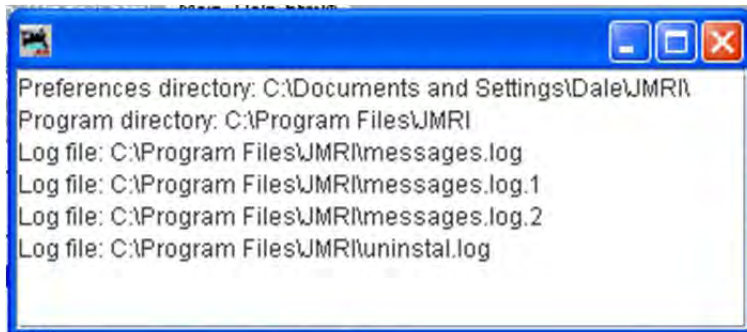 Preferences directory: C:\Documents and Settings\Dale\JMRI\
Program directory: C:\Program Files\JMRI
Log file: C:\Program Files\JMRI\messages.log
Log file: C:\Program Files\JMRI\messages.log.1
Log file: C:\Program Files\JMRI\messages.log.2
Log file: C:\Program Files\JMRI\uninstal.log